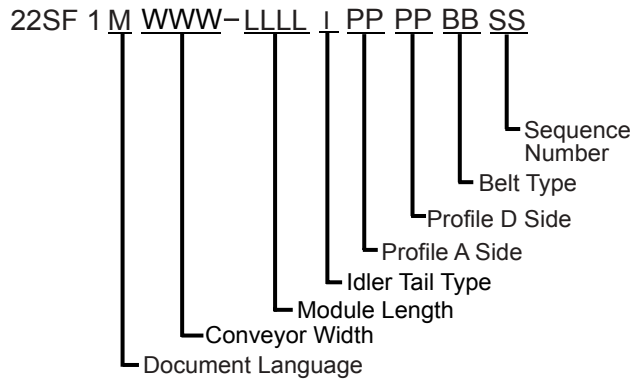 22SF 1 M WWW-LLLL I PP PP BB SS
Sequence
Number
Belt Type
Profile D Side
Profile A Side
Idler Tail Type
Module Length
Conveyor Width
Document Language